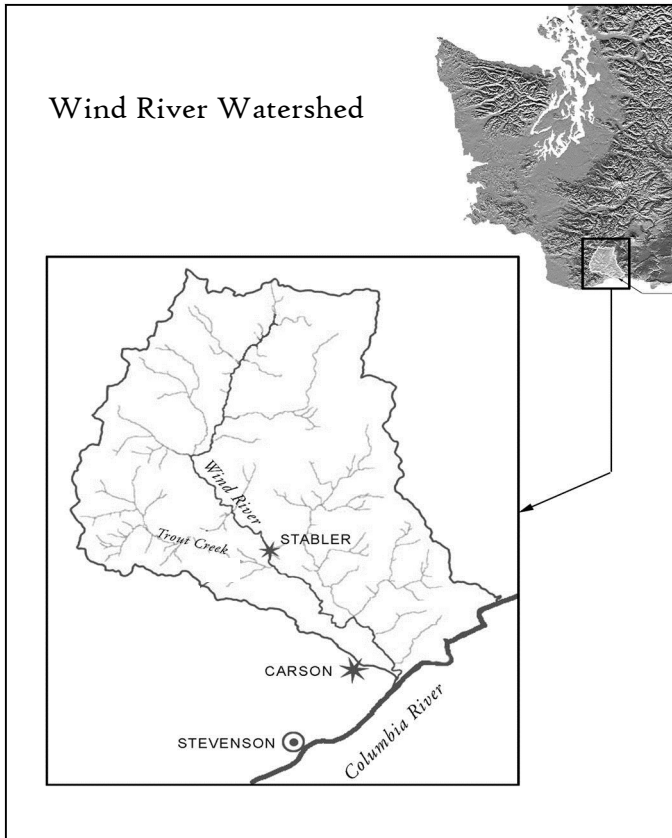 Wind River Watershed
Wind River
Trout Creek
STABLER
CARSON
STEVENSON
Columbia River